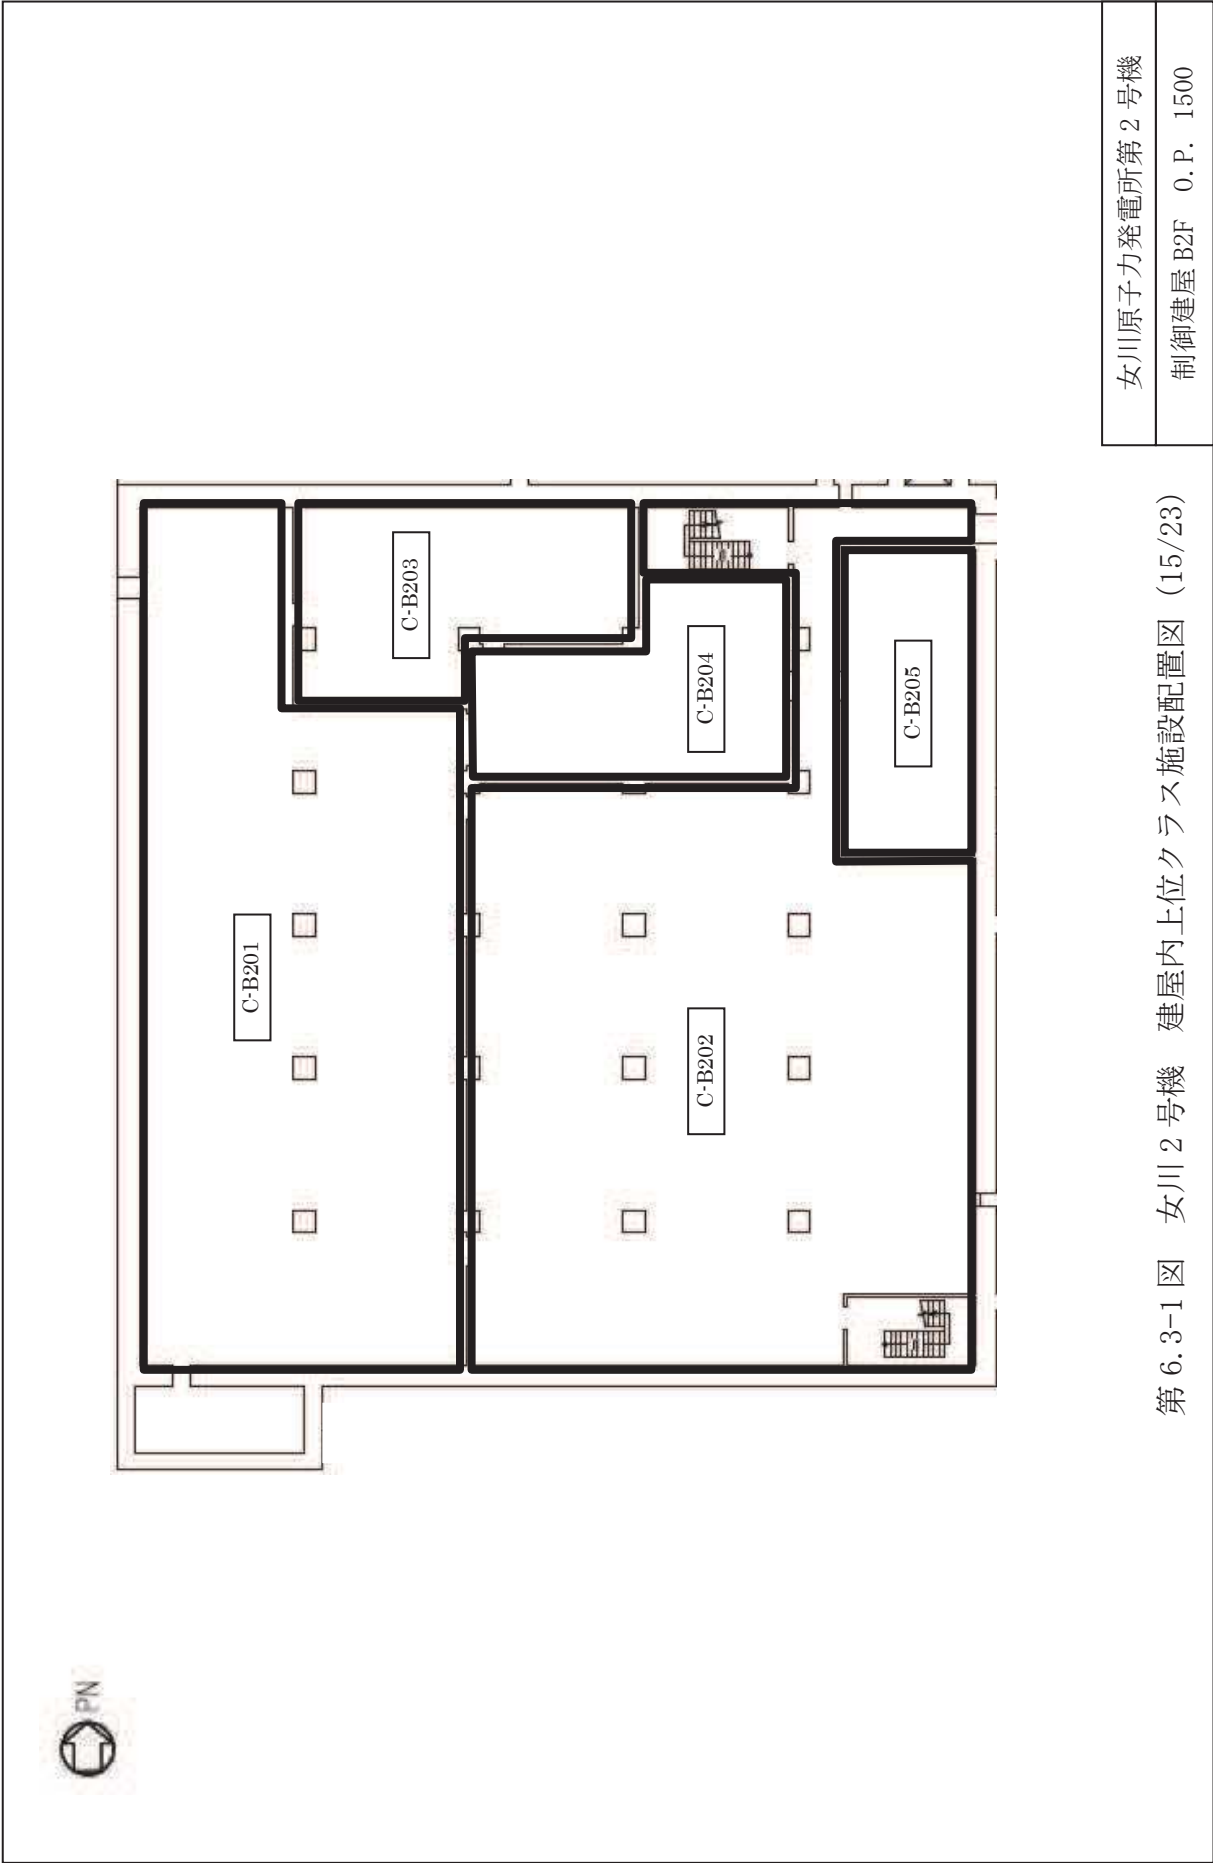 PN
C-B201
C-B203
C-B204
C-B202
C-B205
第 6.3-1 図　女川 2 号機　建屋内上位クラス施設配置図 (15/23)
女川原子力発電所第 2 号機
制御建屋 B2F　O.P. 1500